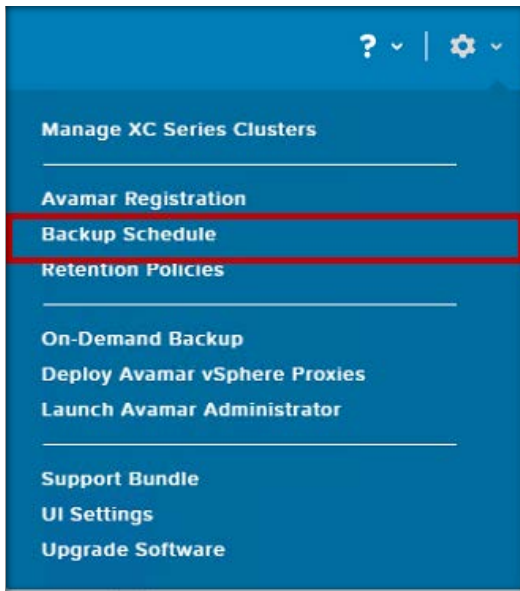 ?
Manage XC Series Clusters
Avamar Registration
Backup Schedule
Retention Policies
On-Demand Backup
Deploy Avamar vSphere Proxies
Launch Avamar Administrator
Support Bundle
UI Settings
Upgrade Software